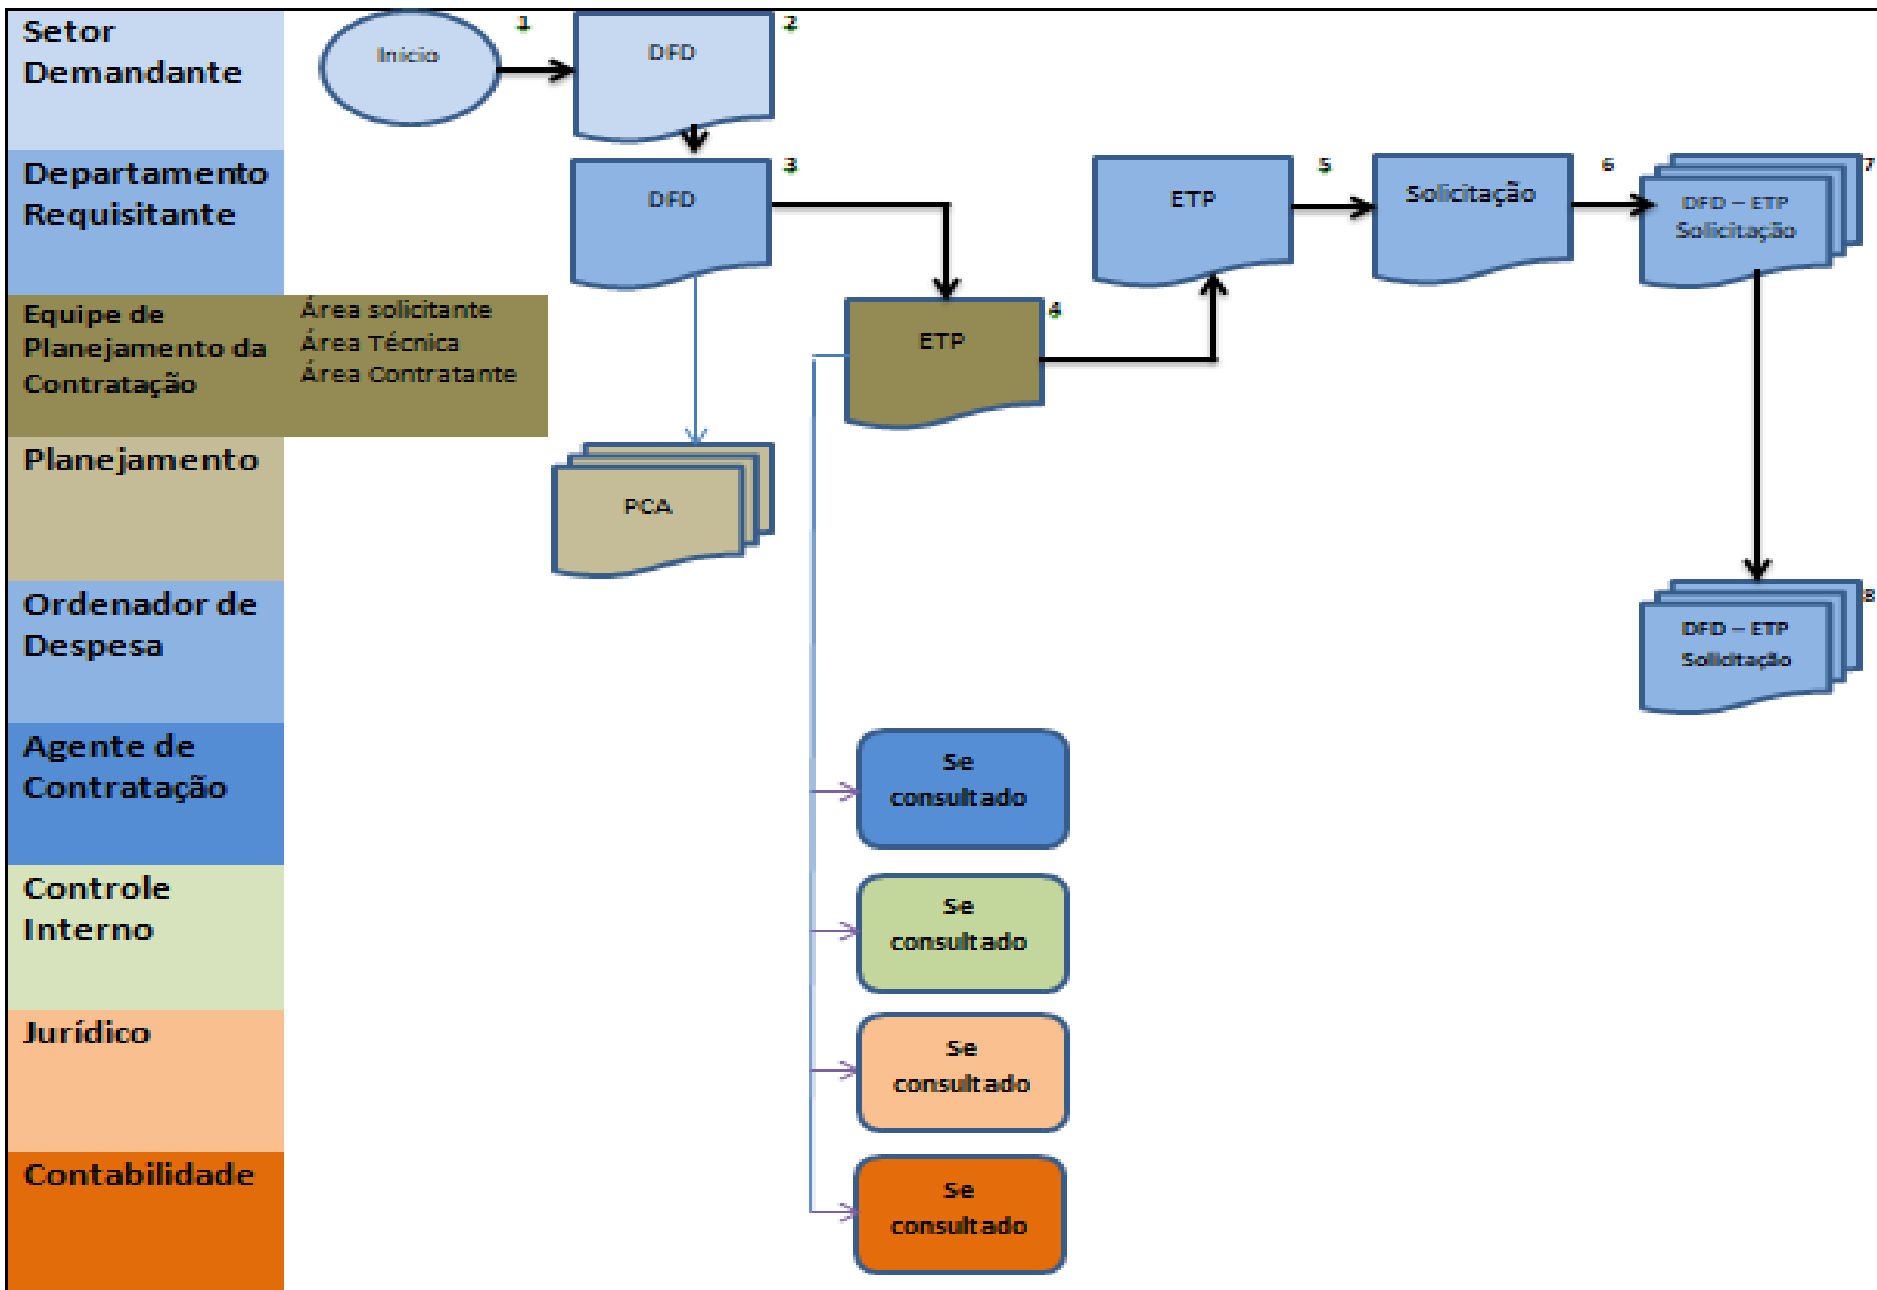 Setor
Demandante
Inicio
1
DFD
2
Departamento
Requisitante
DFD
3
ETP
5
Solicitação
6
DFD – ETP
Solicitação
7
Equipe de
Planejamento da
Contratação
Área solicitante
Área Técnica
Área Contratante
ETP
4
Planejamento
PCA
Ordenador de
Despesa
DFD – ETP
Solicitação
8
Agente de
Contratação
Se
consultado
Controle
Interno
Se
consultado
Jurídico
Se
consultado
Contabilidade
Se
consultado